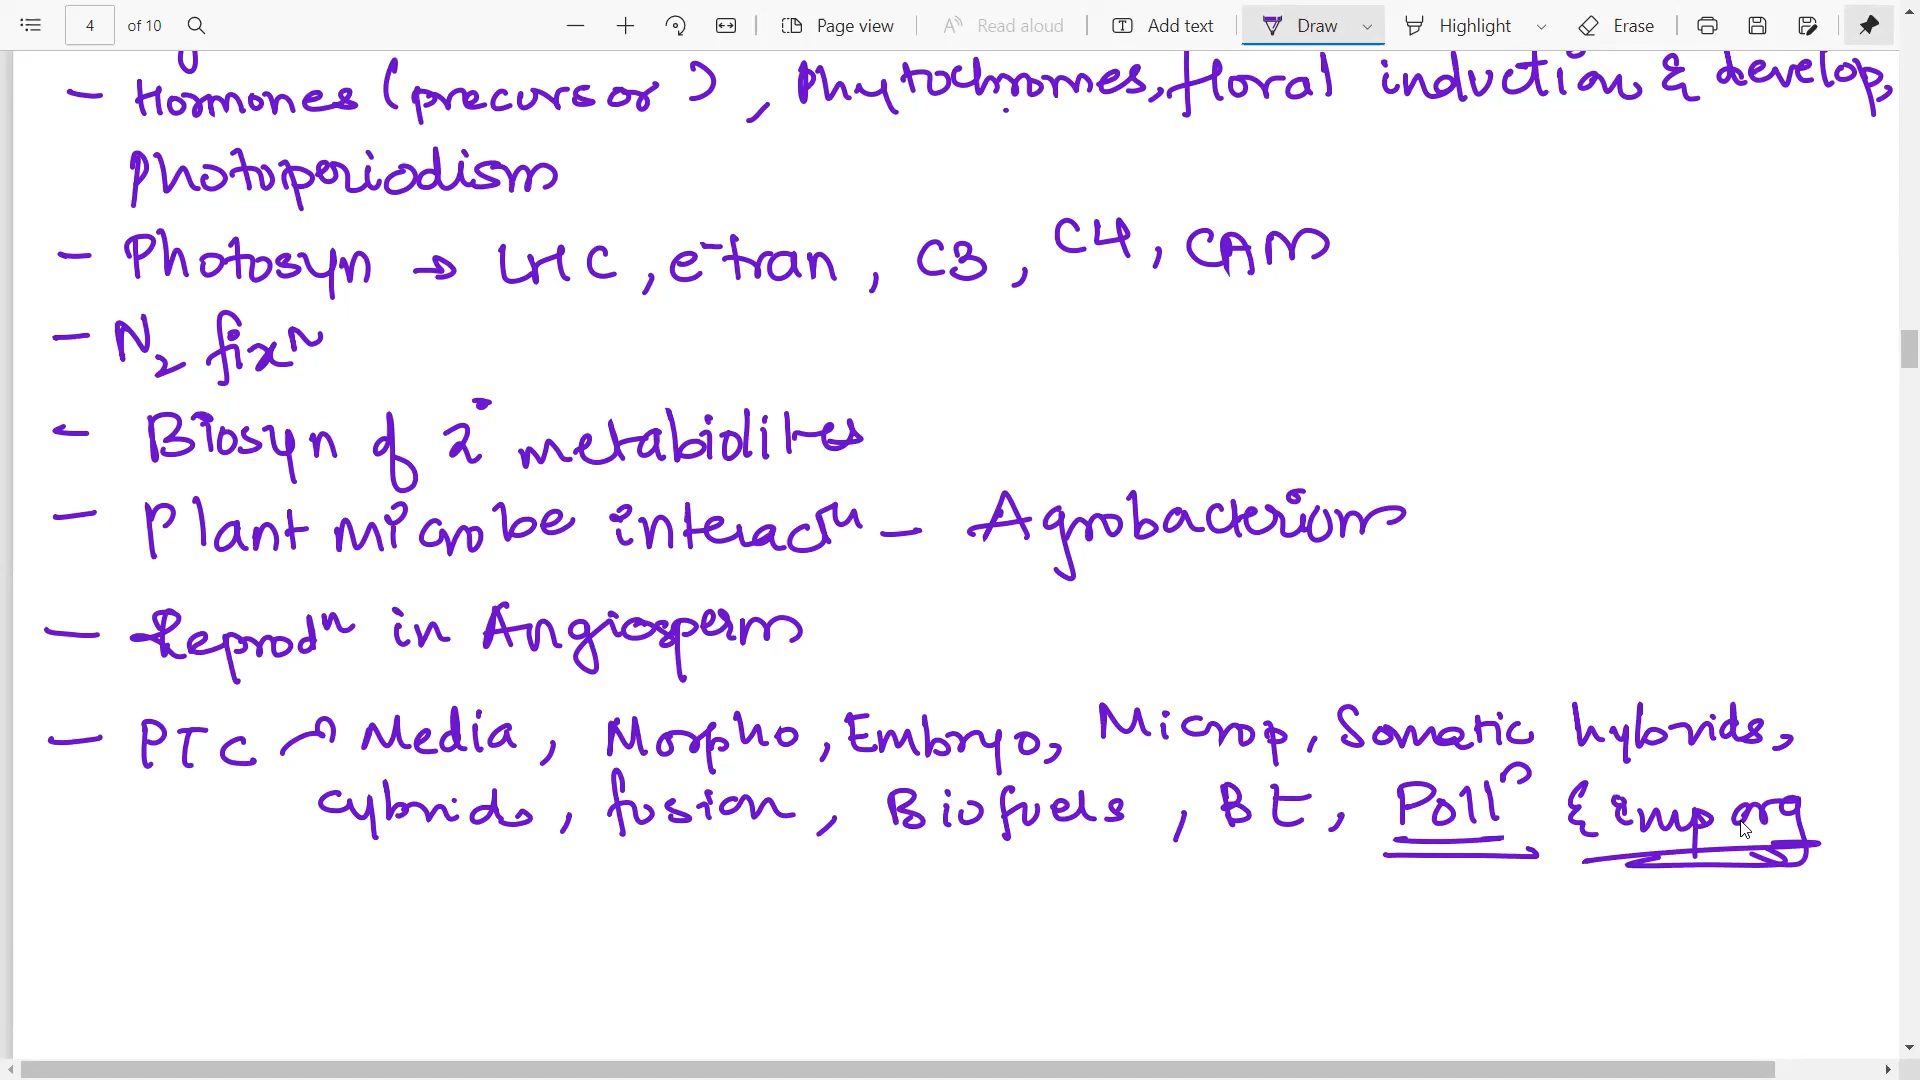 4 of 10 Page view Read aloud Add text Draw Highlight Erase
- Hormones (precursor), Phytochromes, floral induction & develop,
Photoperiodism
- Photosyn → LHC, e⁻tran, C3, C4, CAM
- N₂ fixⁿ
- Biosyn of 2° metabiolites
- Plant microbe interactⁿ - Agrobacterium
- Reprodⁿ in Angiosperm
- PTC → Media, Morpho, Embryo, Microp, Somatic hybrids,
cybrids, fusion, Biofuels, BT, Pollⁿ & imp org